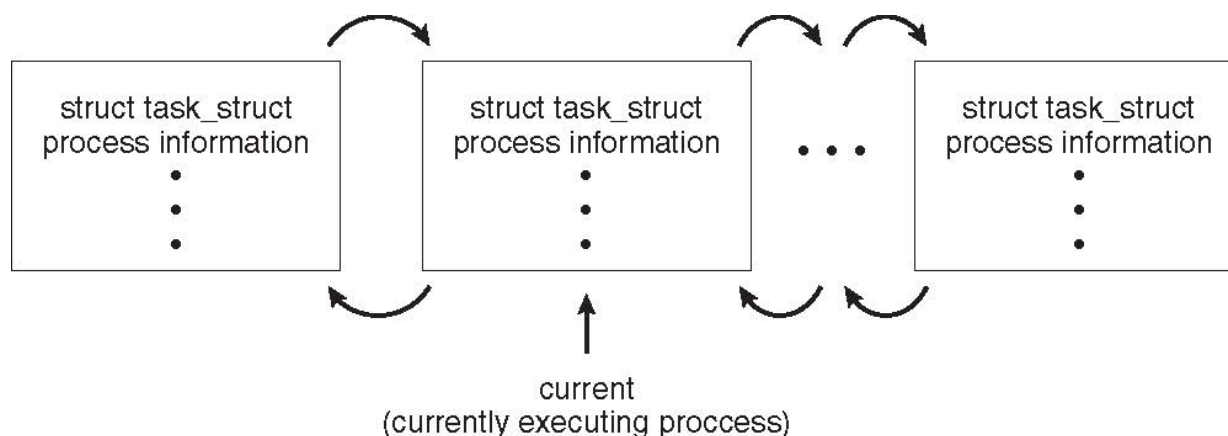 struct task_struct
process information
struct task_struct
process information
struct task_struct
process information
current
(currently executing proccess)